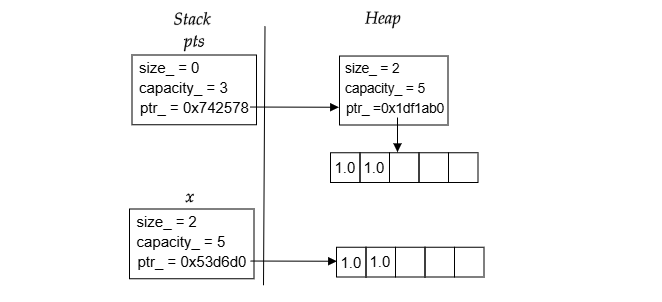 Stack
Heap
pts
size_ = 0
capacity_ = 3
ptr_ = 0x742578
size_ = 2
capacity_ = 5
ptr_ =0x1df1ab0
1.0 1.0
x
size_ = 2
capacity_ = 5
ptr_ = 0x53d6d0
1.0 1.0